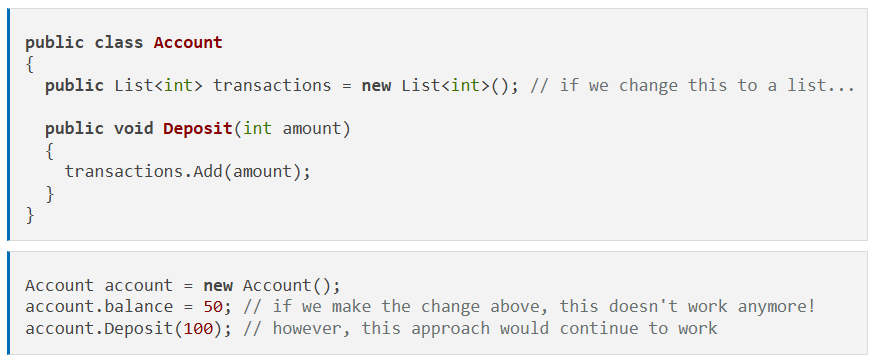 public class Account
{
  public List<int> transactions = new List<int>(); // if we change this to a list...
  public void Deposit(int amount)
  {
    transactions.Add(amount);
  }
}
Account account = new Account();
account.balance = 50; // if we make the change above, this doesn't work anymore!
account.Deposit(100); // however, this approach would continue to work